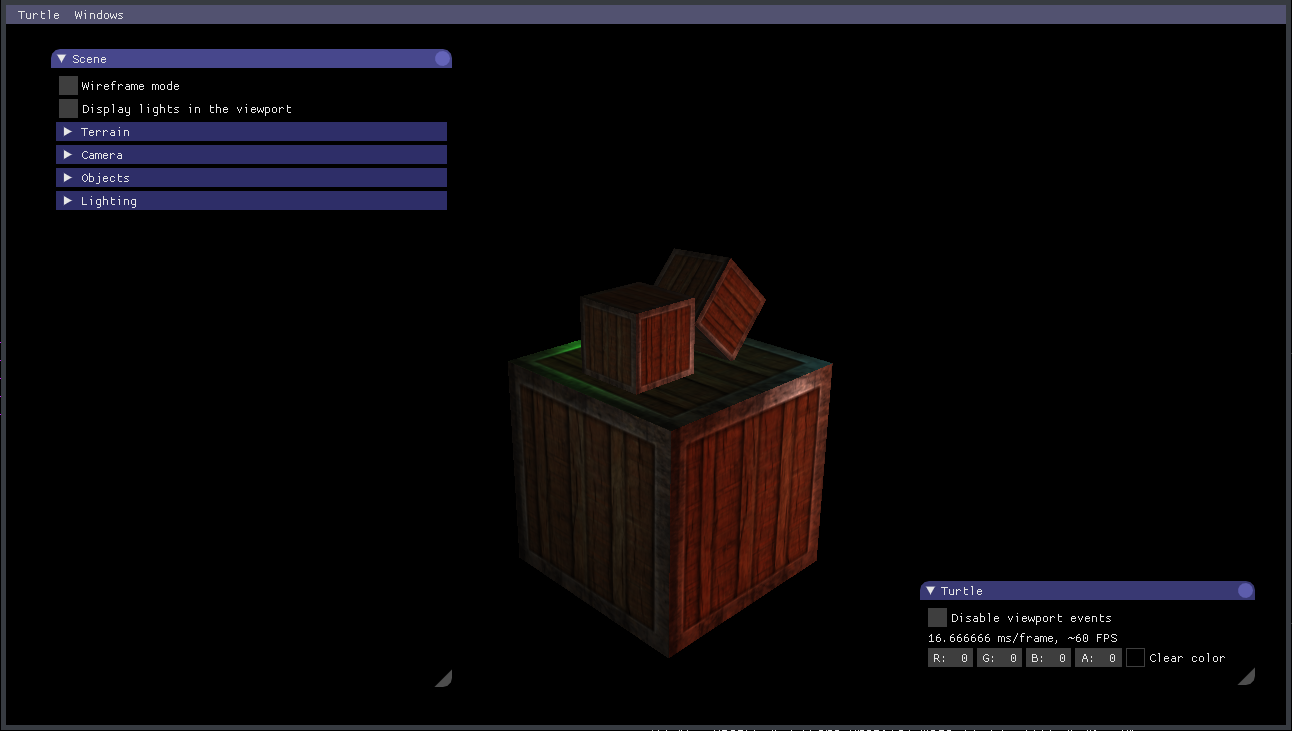 Turtle Windows
Scene
Wireframe mode
Display lights in the viewport
Terrain
Camera
Objects
Lighting
Turtle
Disable viewport events
16.666666 ms/frame, ~60 FPS
R: 0 G: 0 B: 0 A: 0 Clear color